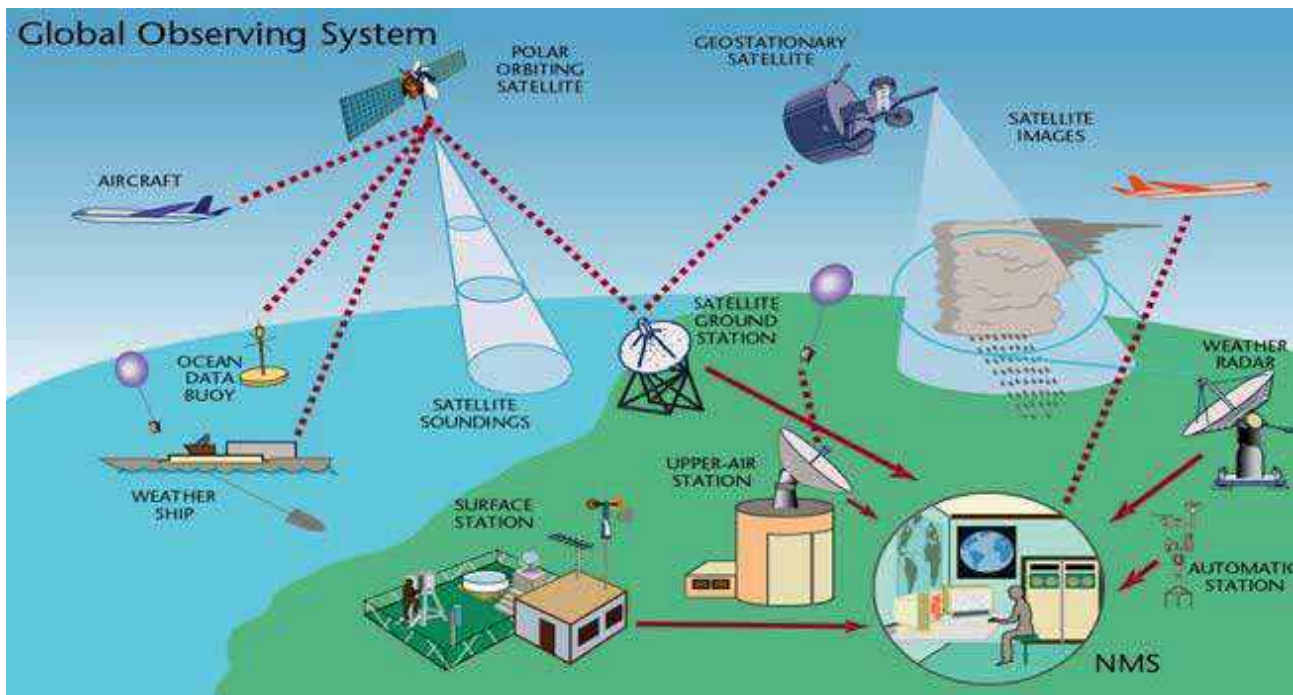 Global Observing System
POLAR
ORBITING
SATELLITE
GEOSTATIONARY
SATELLITE
SATELLITE
IMAGES
AIRCRAFT
OCEAN
DATA
BUOY
SATELLITE
SOUNDINGS
SATELLITE
GROUND
STATION
WEATHER
RADAR
WEATHER
SHIP
SURFACE
STATION
UPPER-AIR
STATION
AUTOMATIC
STATION
NMS